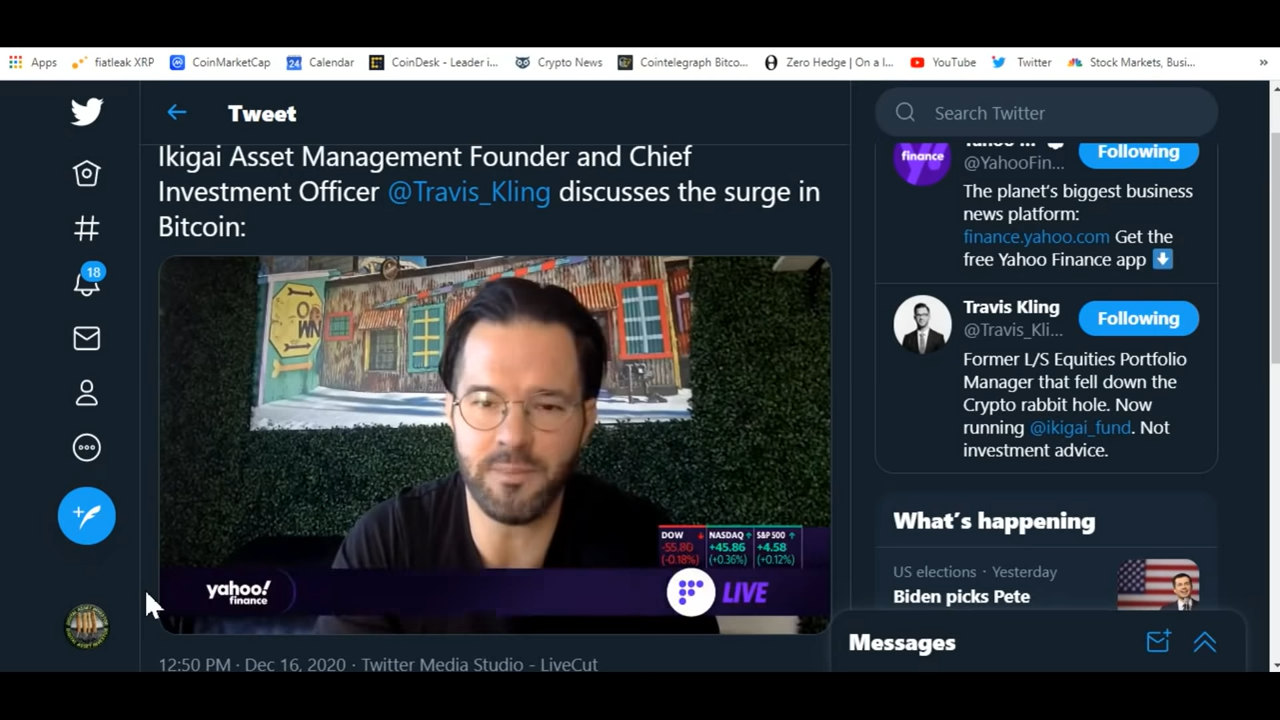 Apps fiatleak XRP CoinMarketCap Calendar CoinDesk - Leader i... Crypto News Cointelegraph Bitco... Zero Hedge | On a l... YouTube Twitter Stock Markets, Busi... »
Tweet
Search Twitter
Ikigai Asset Management Founder and Chief
Investment Officer @Travis_Kling discusses the surge in
Bitcoin:
18
OWN
DOW NASDAQ S&P 500
-55.80 +45.86 +4.58
(-0.18%) (+0.36%) (+0.12%)
yahoo!
finance
LIVE
12:50 PM · Dec 16, 2020 · Twitter Media Studio - LiveCut
finance
@YahooFin...
Following
The planet's biggest business
news platform:
finance.yahoo.com Get the
free Yahoo Finance app
Travis Kling
@Travis_Kli...
Following
Former L/S Equities Portfolio
Manager that fell down the
Crypto rabbit hole. Now
running @ikigai_fund. Not
investment advice.
What's happening
US elections · Yesterday
Biden picks Pete
Messages